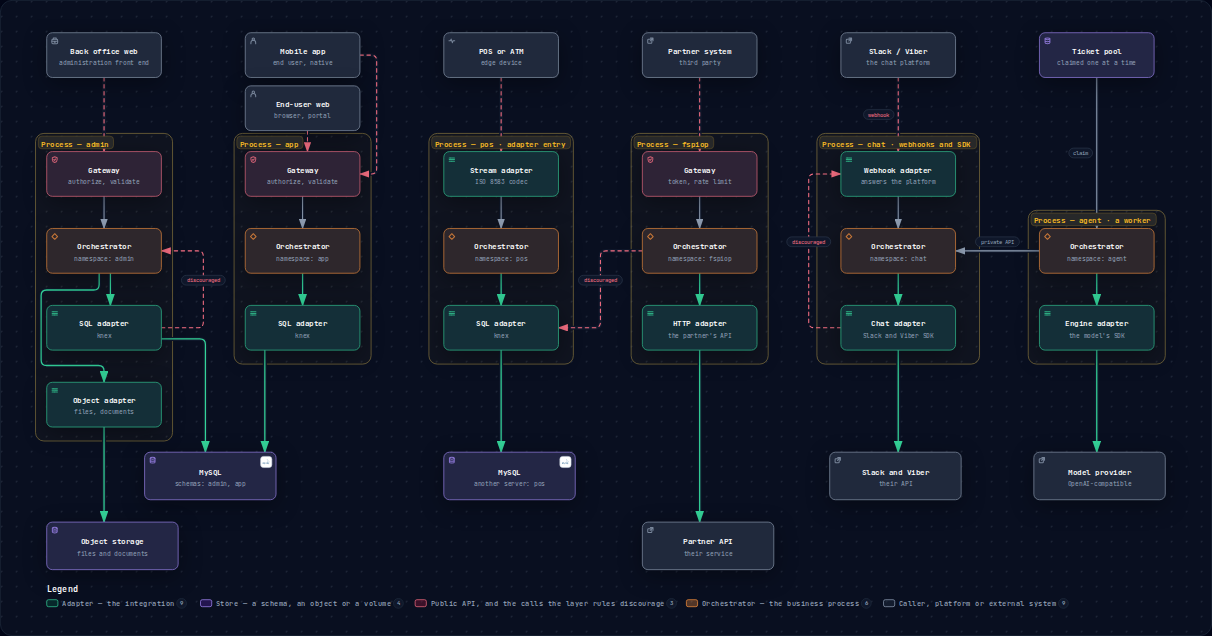 Back office web
administration front end
Mobile app
end user, native
POS or ATM
edge device
Partner system
third party
Slack / Viber
the chat platform
Ticket pool
claimed one at a time
End-user web
browser, portal
webhook
claim
Process — admin
Gateway
authorize, validate
Orchestrator
namespace: admin
SQL adapter
knex
Object adapter
files, documents
discouraged
Process — app
Gateway
authorize, validate
Orchestrator
namespace: app
SQL adapter
knex
Process — pos · adapter entry
Stream adapter
ISO 8583 codec
Orchestrator
namespace: pos
SQL adapter
knex
discouraged
Process — fspiop
Gateway
token, rate limit
Orchestrator
namespace: fspiop
HTTP adapter
the partner's API
Process — chat · webhooks and SDK
Webhook adapter
answers the platform
discouraged
Orchestrator
namespace: chat
Chat adapter
Slack and Viber SDK
private API
Process — agent · a worker
Orchestrator
namespace: agent
Engine adapter
the model's SDK
MySQL
schemas: admin, app
MySQL
another server: pos
Slack and Viber
their API
Model provider
OpenAI-compatible
Object storage
files and documents
Partner API
their service
Legend
Adapter — the integration 9 Store — a schema, an object or a volume 4 Public API, and the calls the layer rules discourage 3 Orchestrator — the business process 6 Caller, platform or external system 9